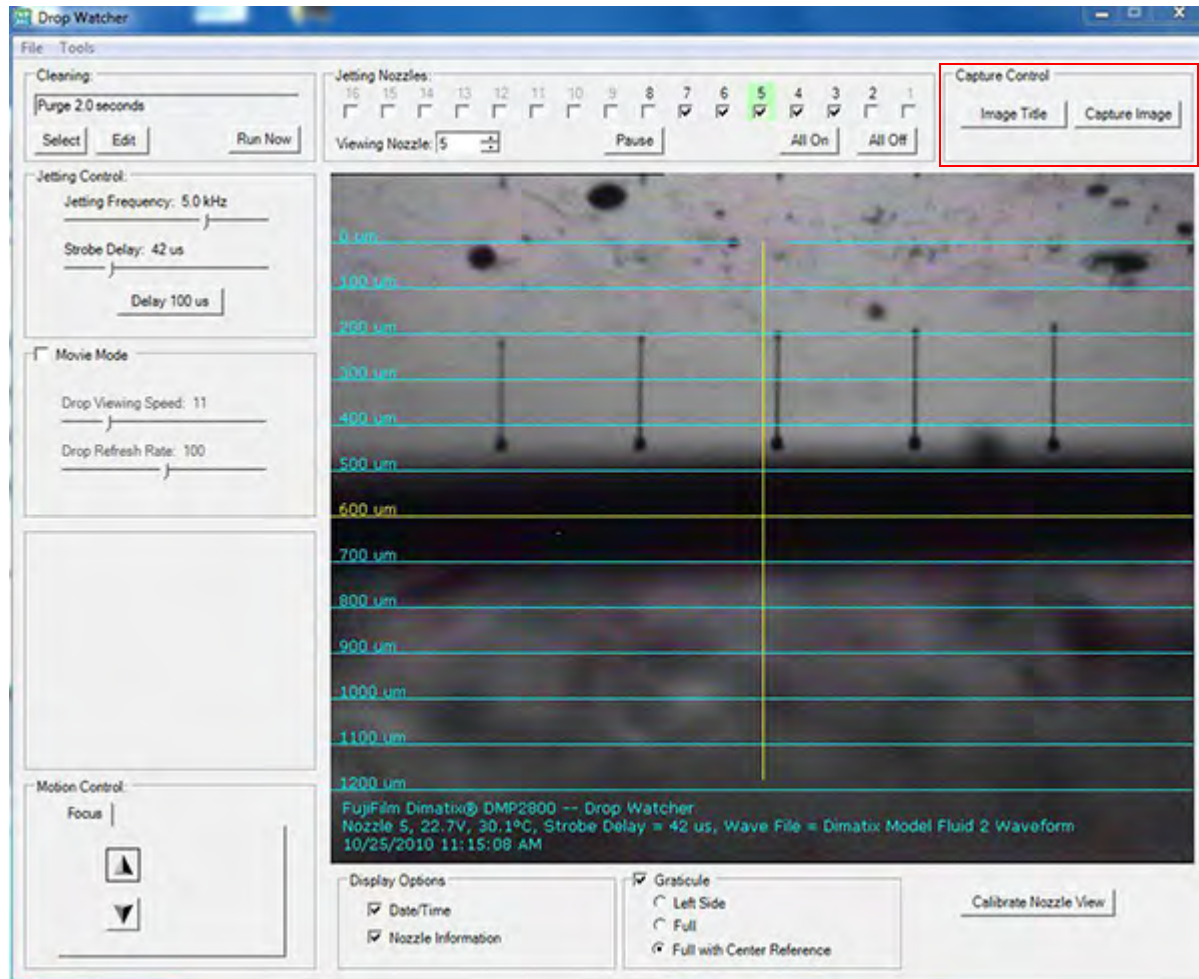 Drop Watcher
File Tools
Cleaning:
Purge 2.0 seconds
Select Edit Run Now
Jetting Nozzles:
16 15 14 13 12 11 10 9 8 7 6 5 4 3 2 1
Viewing Nozzle: 5 Pause All On All Off
Capture Control
Image Title Capture Image
Jetting Control:
Jetting Frequency: 5.0 kHz
Strobe Delay: 42 us
Delay 100 us
Movie Mode
Drop Viewing Speed: 11
Drop Refresh Rate: 100
Motion Control:
Focus
0 um
100 um
200 um
300 um
400 um
500 um
600 um
700 um
800 um
900 um
1000 um
1100 um
1200 um
FujiFilm Dimatix® DMP2800 -- Drop Watcher
Nozzle 5, 22.7V, 30.1°C, Strobe Delay = 42 us, Wave File = Dimatix Model Fluid 2 Waveform
10/25/2010 11:15:08 AM
Display Options
Date/Time
Nozzle Information
Graticule
Left Side
Full
Full with Center Reference
Calibrate Nozzle View